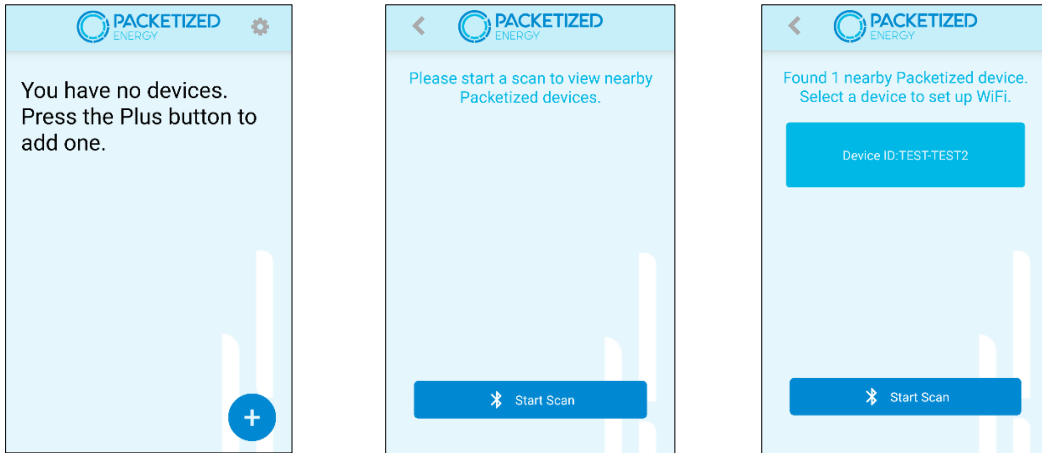 PACKETIZED
ENERGY
You have no devices.
Press the Plus button to
add one.
+
PACKETIZED
ENERGY
Please start a scan to view nearby
Packetized devices.
Start Scan
PACKETIZED
ENERGY
Found 1 nearby Packetized device.
Select a device to set up WiFi.
Device ID:TEST-TEST2
Start Scan